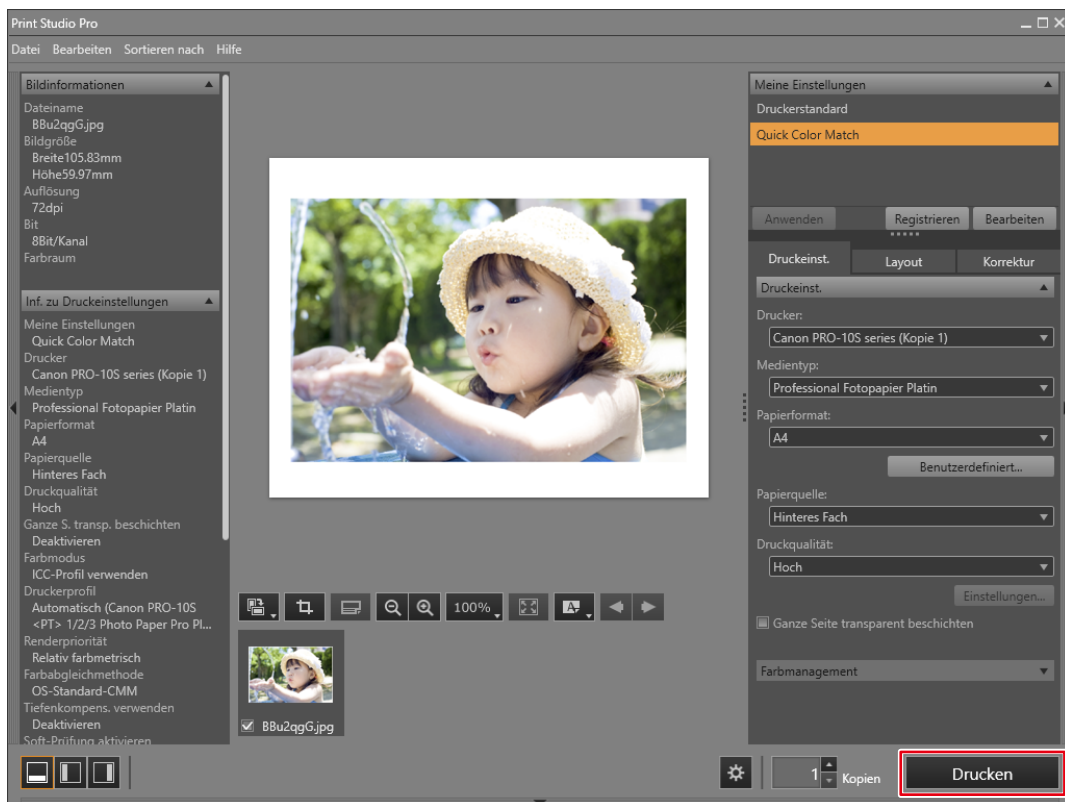 Print Studio Pro
Datei Bearbeiten Sortieren nach Hilfe
Bildinformationen
Dateiname
BBu2qgG.jpg
Bildgröße
Breite105.83mm
Höhe59.97mm
Auflösung
72dpi
Bit
8Bit/Kanal
Farbraum
Inf. zu Druckeinstellungen
Meine Einstellungen
Quick Color Match
Drucker
Canon PRO-10S series (Kopie 1)
Medientyp
Professional Fotopapier Platin
Papierformat
A4
Papierquelle
Hinteres Fach
Druckqualität
Hoch
Ganze S. transp. beschichten
Deaktivieren
Farbmodus
ICC-Profil verwenden
Druckerprofil
Automatisch (Canon PRO-10S
<PT> 1/2/3 Photo Paper Pro Pl...
Renderpriorität
Relativ farbmetrisch
Farbabgleichmethode
OS-Standard-CMM
Tiefenkompens. verwenden
Deaktivieren
Soft-Prüfung aktivieren
100%
BBu2qgG.jpg
Meine Einstellungen
Druckerstandard
Quick Color Match
Anwenden Registrieren Bearbeiten
Druckeinst. Layout Korrektur
Druckeinst.
Drucker:
Canon PRO-10S series (Kopie 1)
Medientyp:
Professional Fotopapier Platin
Papierformat:
A4
Benutzerdefiniert...
Papierquelle:
Hinteres Fach
Druckqualität:
Hoch
Einstellungen...
Ganze Seite transparent beschichten
Farbmanagement
1 Kopien Drucken